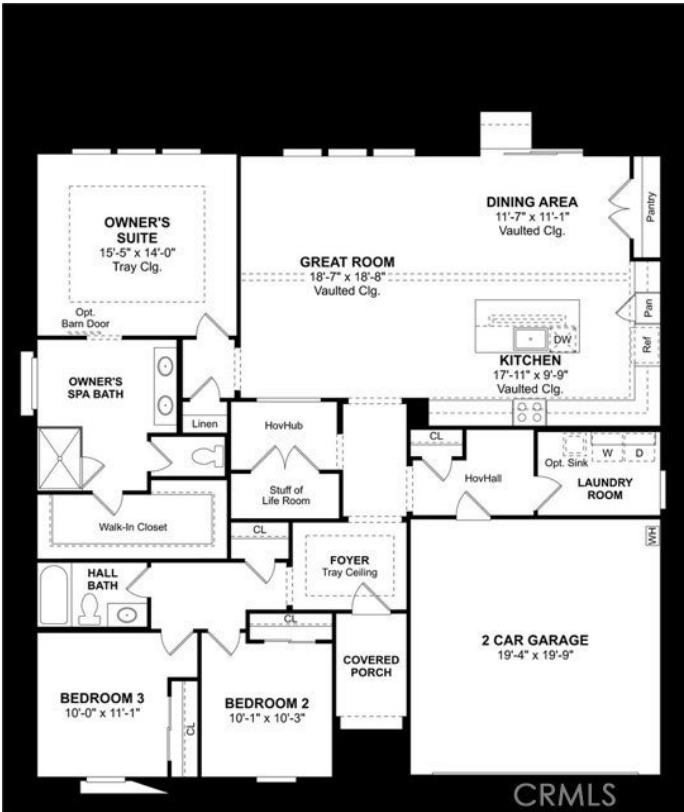 OWNER'S
SUITE
15'-5" x 14'-0"
Tray Clg.
Opt.
Barn Door
GREAT ROOM
18'-7" x 18'-8"
Vaulted Clg.
DINING AREA
11'-7" x 11'-1"
Vaulted Clg.
Pantry
Pan
Ref
DW
KITCHEN
17'-11" x 9'-9"
Vaulted Clg.
OWNER'S
SPA BATH
Linen
HovHub
Stuff of
Life Room
CL
HovHall
Opt. Sink
W
D
LAUNDRY
ROOM
Walk-In Closet
CL
FOYER
Tray Ceiling
WH
HALL
BATH
CL
COVERED
PORCH
2 CAR GARAGE
19'-4" x 19'-9"
BEDROOM 3
10'-0" x 11'-1"
CL
BEDROOM 2
10'-1" x 10'-3"
CRMLS